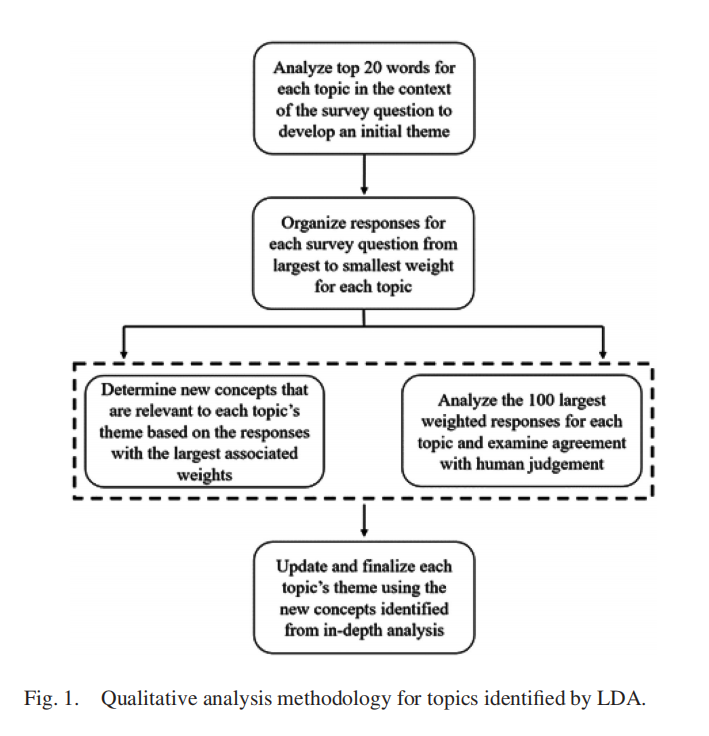 Analyze top 20 words for
each topic in the context
of the survey question to
develop an initial theme
Organize responses for
each survey question from
largest to smallest weight
for each topic
Determine new concepts that
are relevant to each topic's
theme based on the responses
with the largest associated
weights
Analyze the 100 largest
weighted responses for each
topic and examine agreement
with human judgement
Update and finalize each
topic's theme using the
new concepts identified
from in-depth analysis
Fig. 1. Qualitative analysis methodology for topics identified by LDA.